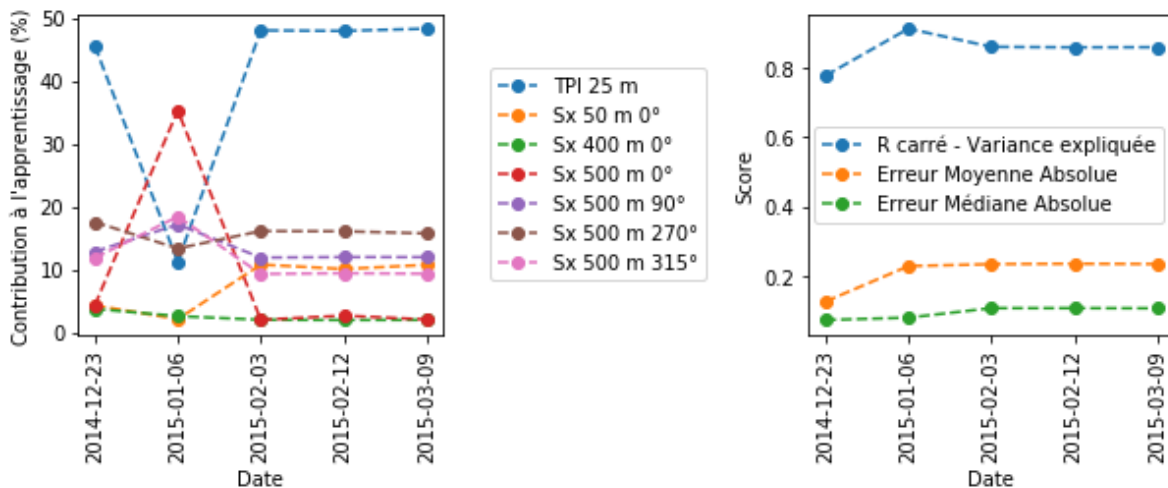 Contribution à l'apprentissage (%)
50
40
30
20
10
0
2014-12-23
2015-01-06
2015-02-03
2015-02-12
2015-03-09
Date
TPI 25 m
Sx 50 m 0°
Sx 400 m 0°
Sx 500 m 0°
Sx 500 m 90°
Sx 500 m 270°
Sx 500 m 315°
Score
0.8
0.6
0.4
0.2
R carré - Variance expliquée
Erreur Moyenne Absolue
Erreur Médiane Absolue
2014-12-23
2015-01-06
2015-02-03
2015-02-12
2015-03-09
Date